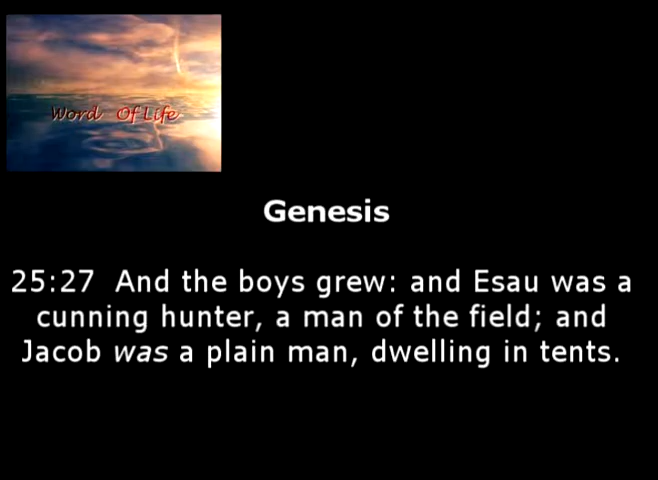 Word Of Life
Genesis
25:27 And the boys grew: and Esau was a
cunning hunter, a man of the field; and
Jacob was a plain man, dwelling in tents.